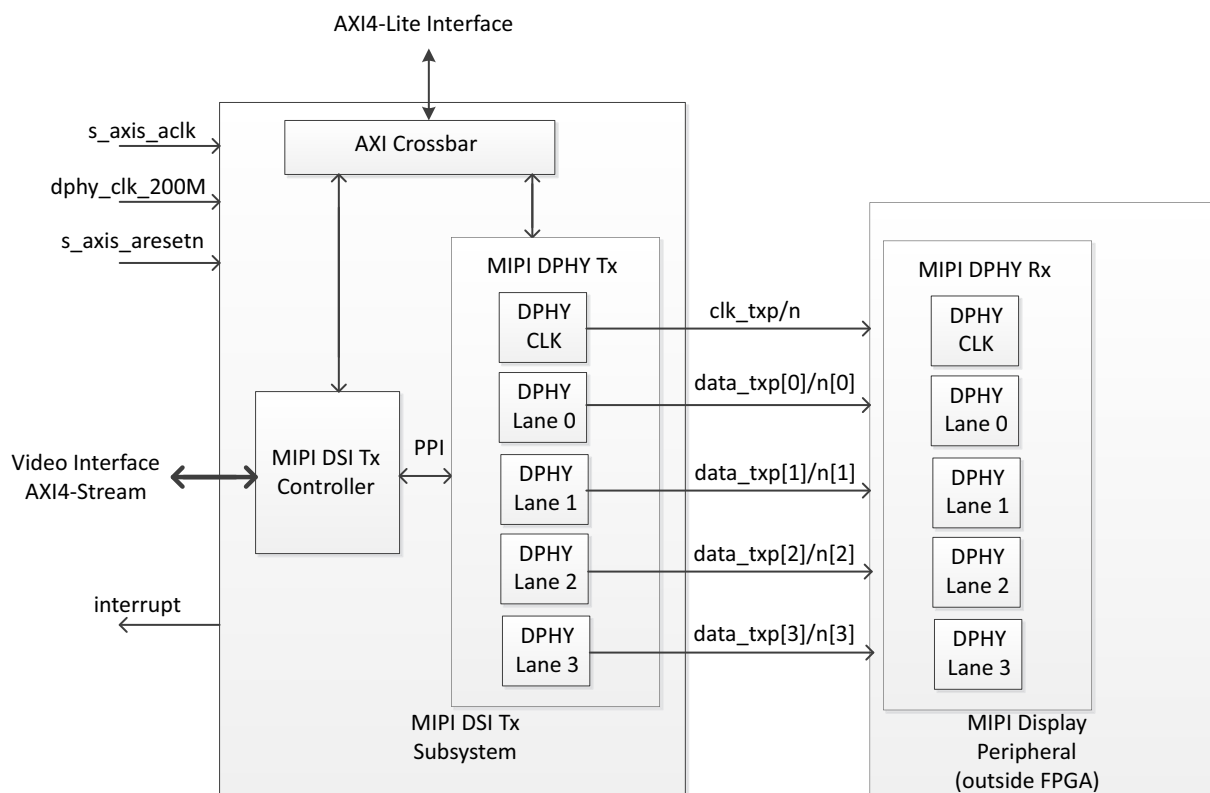 AXI4-Lite Interface
s_axis_aclk
dphy_clk_200M
s_axis_aresetn
AXI Crossbar
MIPI DPHY Tx
DPHY
CLK
DPHY
Lane 0
DPHY
Lane 1
DPHY
Lane 2
DPHY
Lane 3
MIPI DSI Tx
Controller
PPI
Video Interface
AXI4-Stream
interrupt
MIPI DSI Tx
Subsystem
clk_txp/n
data_txp[0]/n[0]
data_txp[1]/n[1]
data_txp[2]/n[2]
data_txp[3]/n[3]
MIPI DPHY Rx
DPHY
CLK
DPHY
Lane 0
DPHY
Lane 1
DPHY
Lane 2
DPHY
Lane 3
MIPI Display
Peripheral
(outside FPGA)